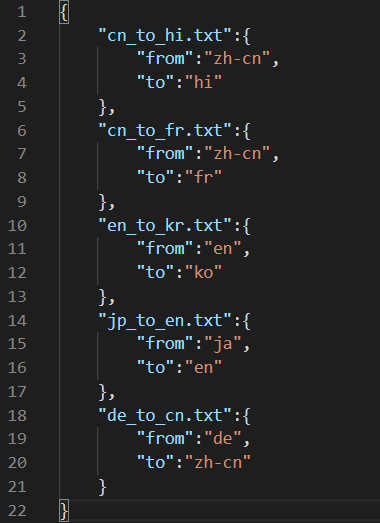 1 {
2 "cn_to_hi.txt":{
3 "from":"zh-cn",
4 "to":"hi"
5 },
6 "cn_to_fr.txt":{
7 "from":"zh-cn",
8 "to":"fr"
9 },
10 "en_to_kr.txt":{
11 "from":"en",
12 "to":"ko"
13 },
14 "jp_to_en.txt":{
15 "from":"ja",
16 "to":"en"
17 },
18 "de_to_cn.txt":{
19 "from":"de",
20 "to":"zh-cn"
21 }
22 }